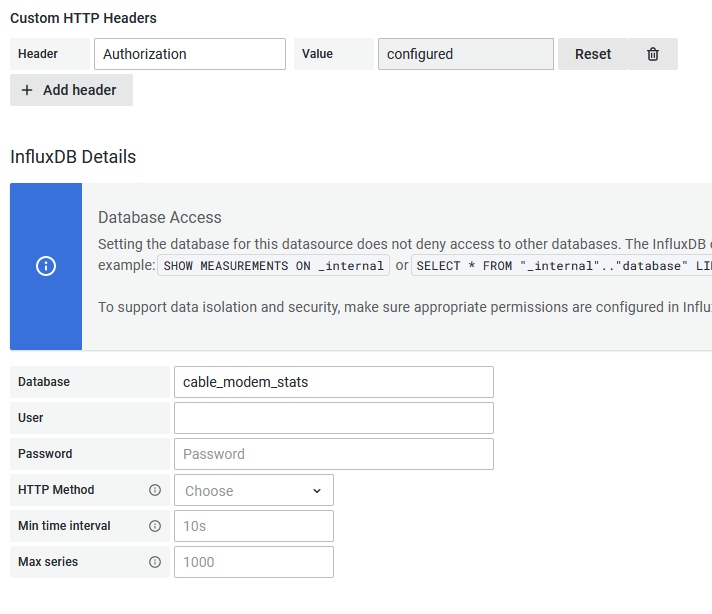 Custom HTTP Headers
Header Authorization Value configured Reset
+ Add header
InfluxDB Details
Database Access
Setting the database for this datasource does not deny access to other databases. The InfluxDB
example: SHOW MEASUREMENTS ON _internal or SELECT * FROM "_internal".."database" LI
To support data isolation and security, make sure appropriate permissions are configured in Influ
Database cable_modem_stats
User
Password Password
HTTP Method Choose
Min time interval 10s
Max series 1000